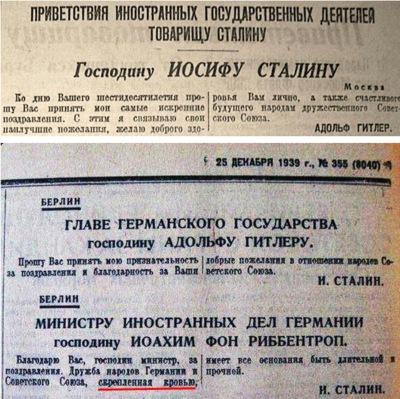 ПРИВЕТСТВИЯ ИНОСТРАННЫХ ГОСУДАРСТВЕННЫХ ДЕЯТЕЛЕЙ
ТОВАРИЩУ СТАЛИНУ
Господину ИОСИФУ СТАЛИНУ
Москва
Ко дню Вашего шестидесятилетия про-
шу Вас принять мои самые искренние
поздравления. С этим я связываю свои
наилучшие пожелания, желаю доброго здо-
ровья Вам лично, а также счастливого
будущего народам дружественного Совет-
ского Союза.
АДОЛЬФ ГИТЛЕР.
25 ДЕКАБРЯ 1939 г., № 355 (8040)
БЕРЛИН
ГЛАВЕ ГЕРМАНСКОГО ГОСУДАРСТВА
господину АДОЛЬФУ ГИТЛЕРУ.
Прошу Вас принять мою признательность
за поздравления и благодарность за Ваши
добрые пожелания в отношении народов Со-
ветского Союза.
И. СТАЛИН.
БЕРЛИН
МИНИСТРУ ИНОСТРАННЫХ ДЕЛ ГЕРМАНИИ
господину ИОАХИМ ФОН РИББЕНТРОП.
Благодарю Вас, господин министр, за
поздравления. Дружба народов Германии и
Советского Союза, скрепленная кровью,
имеет все основания быть длительной и
прочной.
И. СТАЛИН.